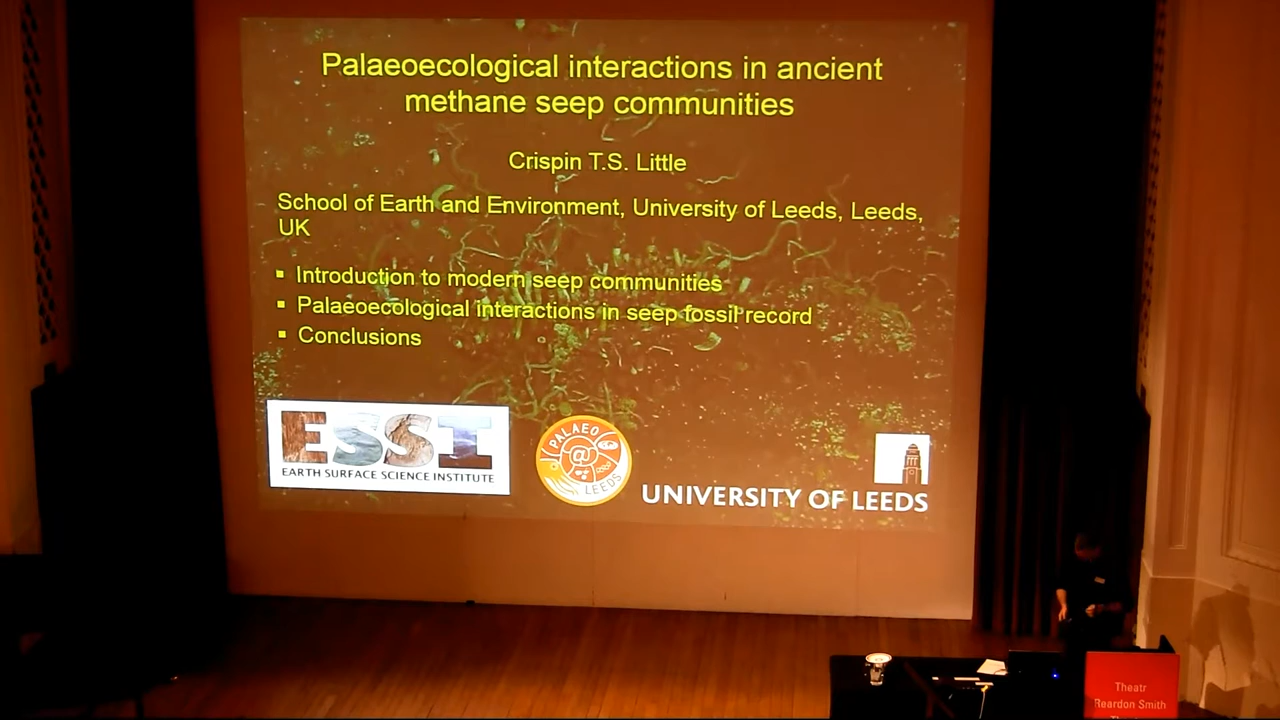 Palaeoecological interactions in ancient
methane seep communities
Crispin T.S. Little
School of Earth and Environment, University of Leeds, Leeds,
UK
▪ Introduction to modern seep communities
▪ Palaeoecological interactions in seep fossil record
▪ Conclusions
ESSI
EARTH SURFACE SCIENCE INSTITUTE
PALAEO
@
LEEDS
UNIVERSITY OF LEEDS
Theatr
Reardon Smith